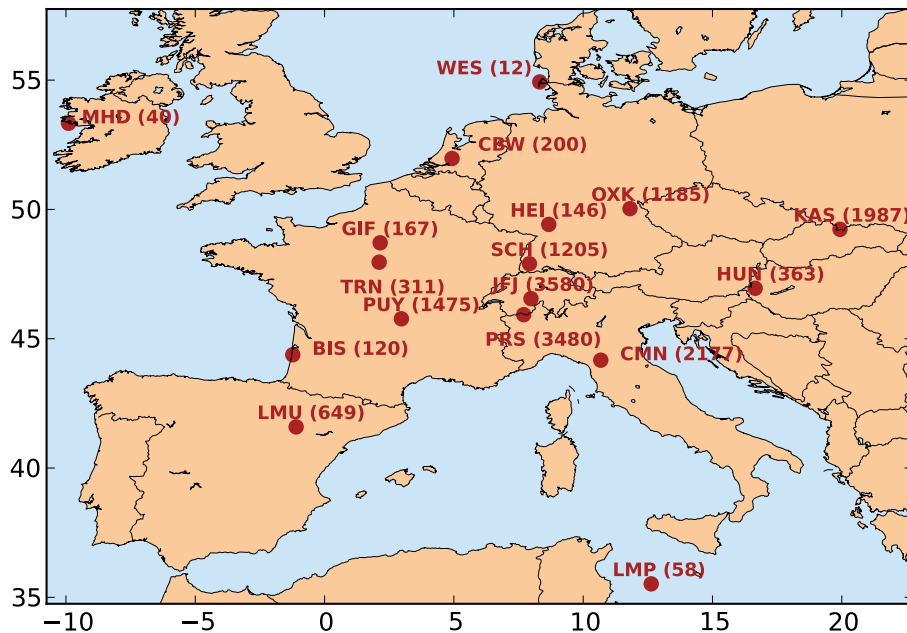 55
WES (12)
MHD (40)
CBW (200)
50
OXK (1185)
HEI (146)
KAS (1987)
GIF (167)
SCH (1205)
HUN (363)
TRN (311)
JFJ (3580)
PUY (1475)
45
BIS (120)
PRS (3480)
CMN (2177)
LMU (649)
40
LMP (58)
35
−10
−5
0
5
10
15
20